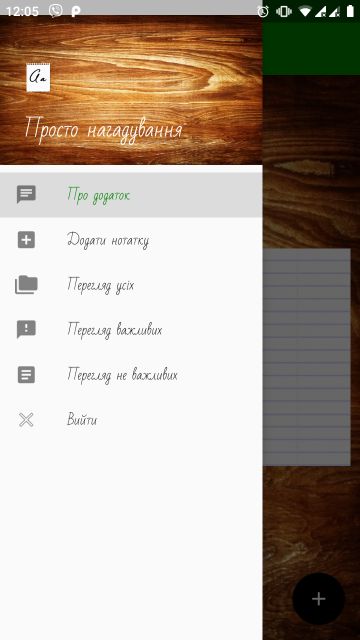 12:05
Aa
Просто нагадування
Про додаток
Додати нотатку
Перегляд усіх
Перегляд важливих
Перегляд не важливих
Вийти